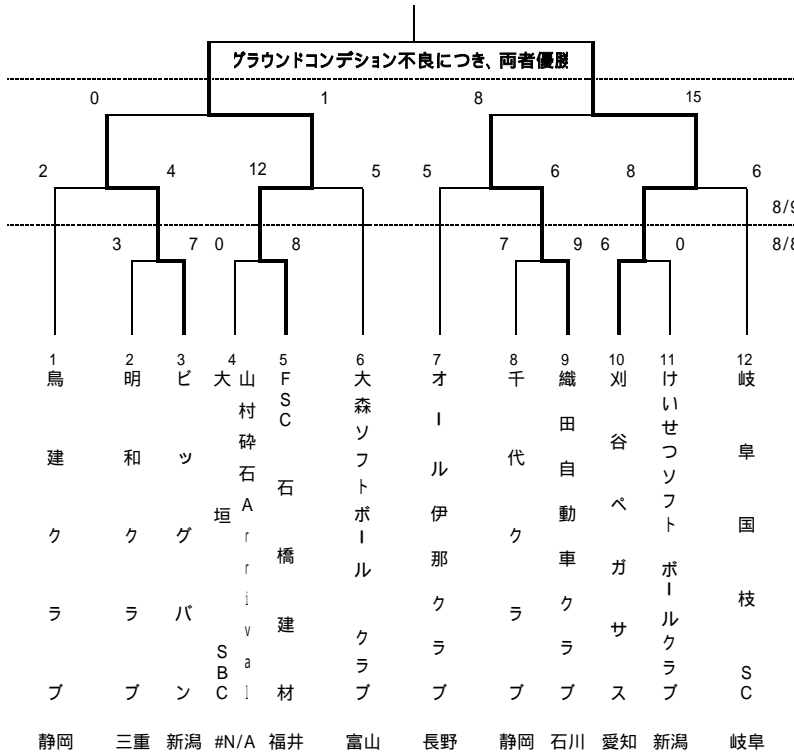 グラウンドコンデション不良につき、両者優勝
0 1 8 15
2 4 12 5 5 6 8 6
8/9
3 7 0 8 7 9 6 0 8/8
1 2 3 4 5 6 7 8 9 10 11 12
鳥建クラブ
明和クラブ
ビッグバン
大垣SBC
山村砕石Arrival
FSC石橋建材
大森ソフトボールクラブ
オール伊那クラブ
千代クラブ
織田自動車クラブ
刈谷ペガサス
けいせつソフトボールクラブ
岐阜国枝SC
静岡 三重 新潟 #N/A 福井 富山 長野 静岡 石川 愛知 新潟 岐阜